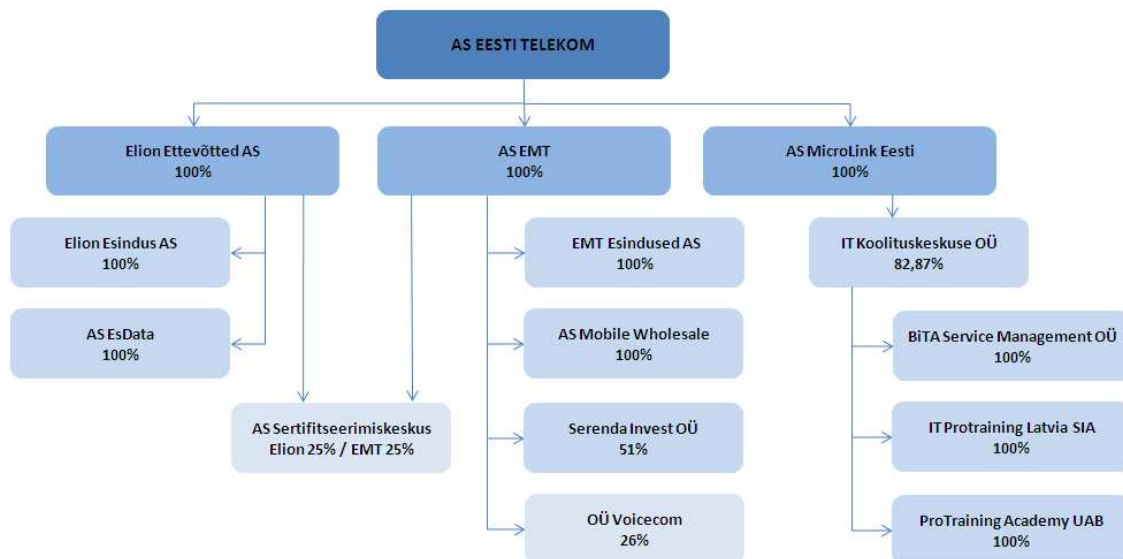 AS EESTI TELEKOM
Elion Ettevõtted AS
100%
AS EMT
100%
AS MicroLink Eesti
100%
Elion Esindus AS
100%
EMT Esindused AS
100%
IT Koolituskeskuse OÜ
82,87%
AS EsData
100%
AS Mobile Wholesale
100%
BiTA Service Management OÜ
100%
AS Sertifitseerimiskeskus
Elion 25% / EMT 25%
Serenda Invest OÜ
51%
IT Protraining Latvia SIA
100%
OÜ Voicecom
26%
ProTraining Academy UAB
100%